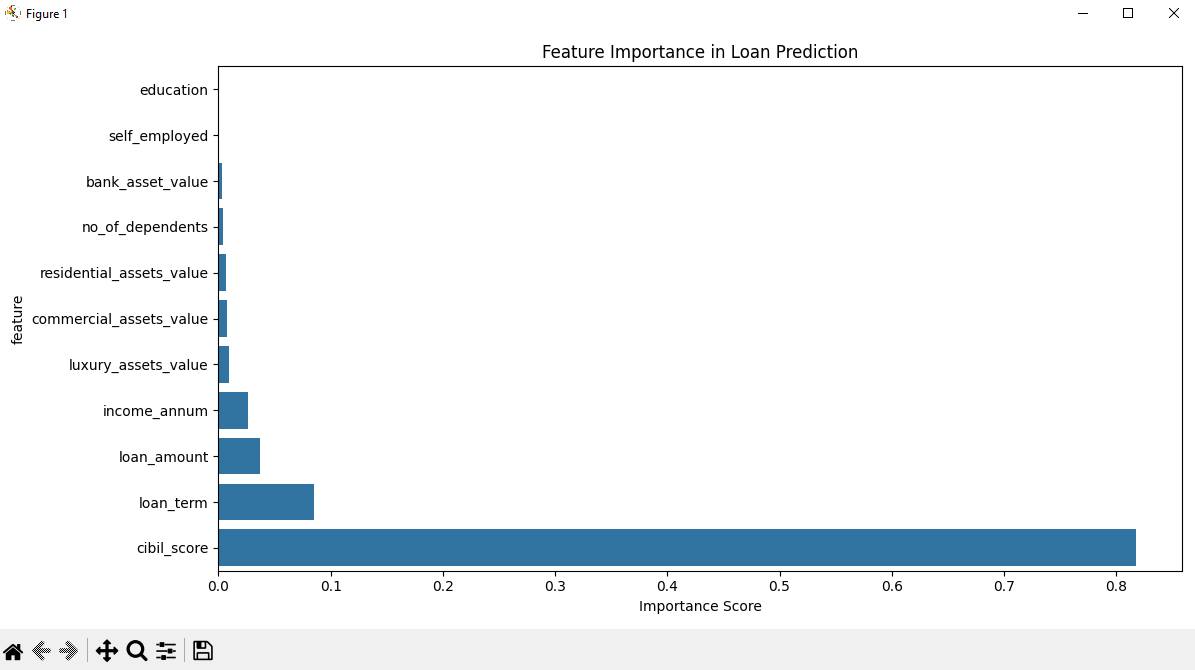 Figure 1
Feature Importance in Loan Prediction
education
self_employed
bank_asset_value
no_of_dependents
residential_assets_value
commercial_assets_value
luxury_assets_value
income_annum
loan_amount
loan_term
cibil_score
feature
0.0 0.1 0.2 0.3 0.4 0.5 0.6 0.7 0.8
Importance Score